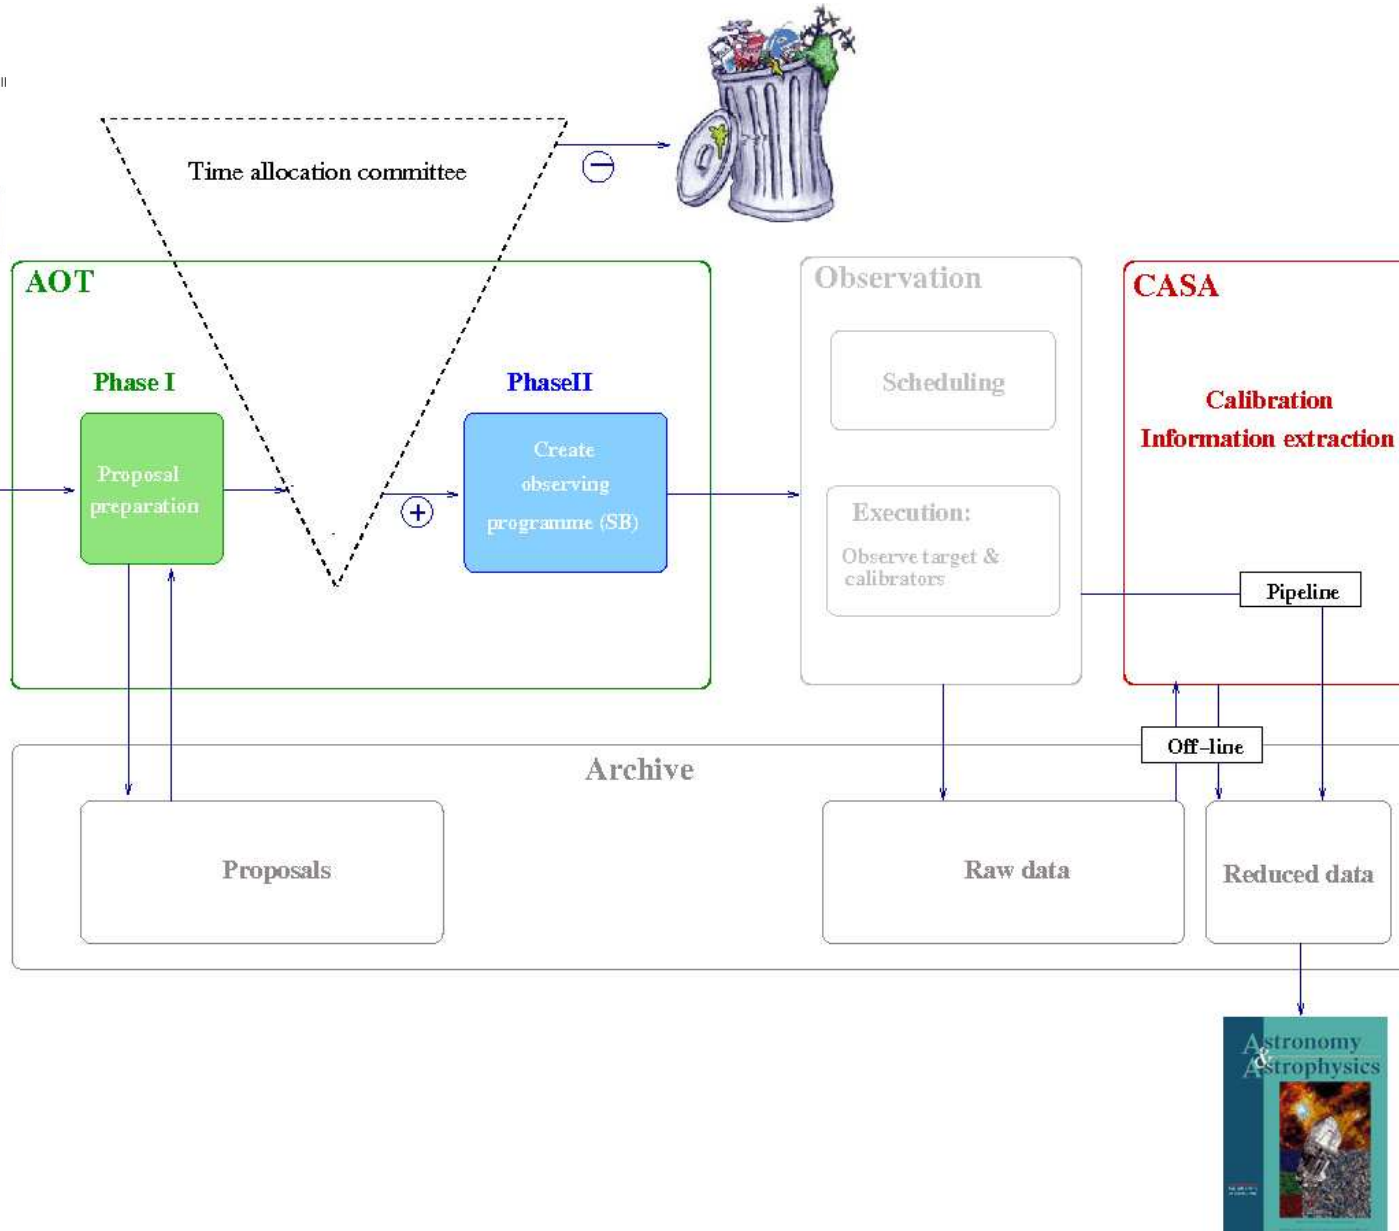 Time allocation committee
AOT
Phase I
Proposal
preparation
PhaseII
Create
observing
programme (SB)
Observation
Scheduling
Execution:
Observe target &
calibrators
CASA
Calibration
Information extraction
Pipeline
Off-line
Archive
Proposals
Raw data
Reduced data
Astronomy
&
Astrophysics